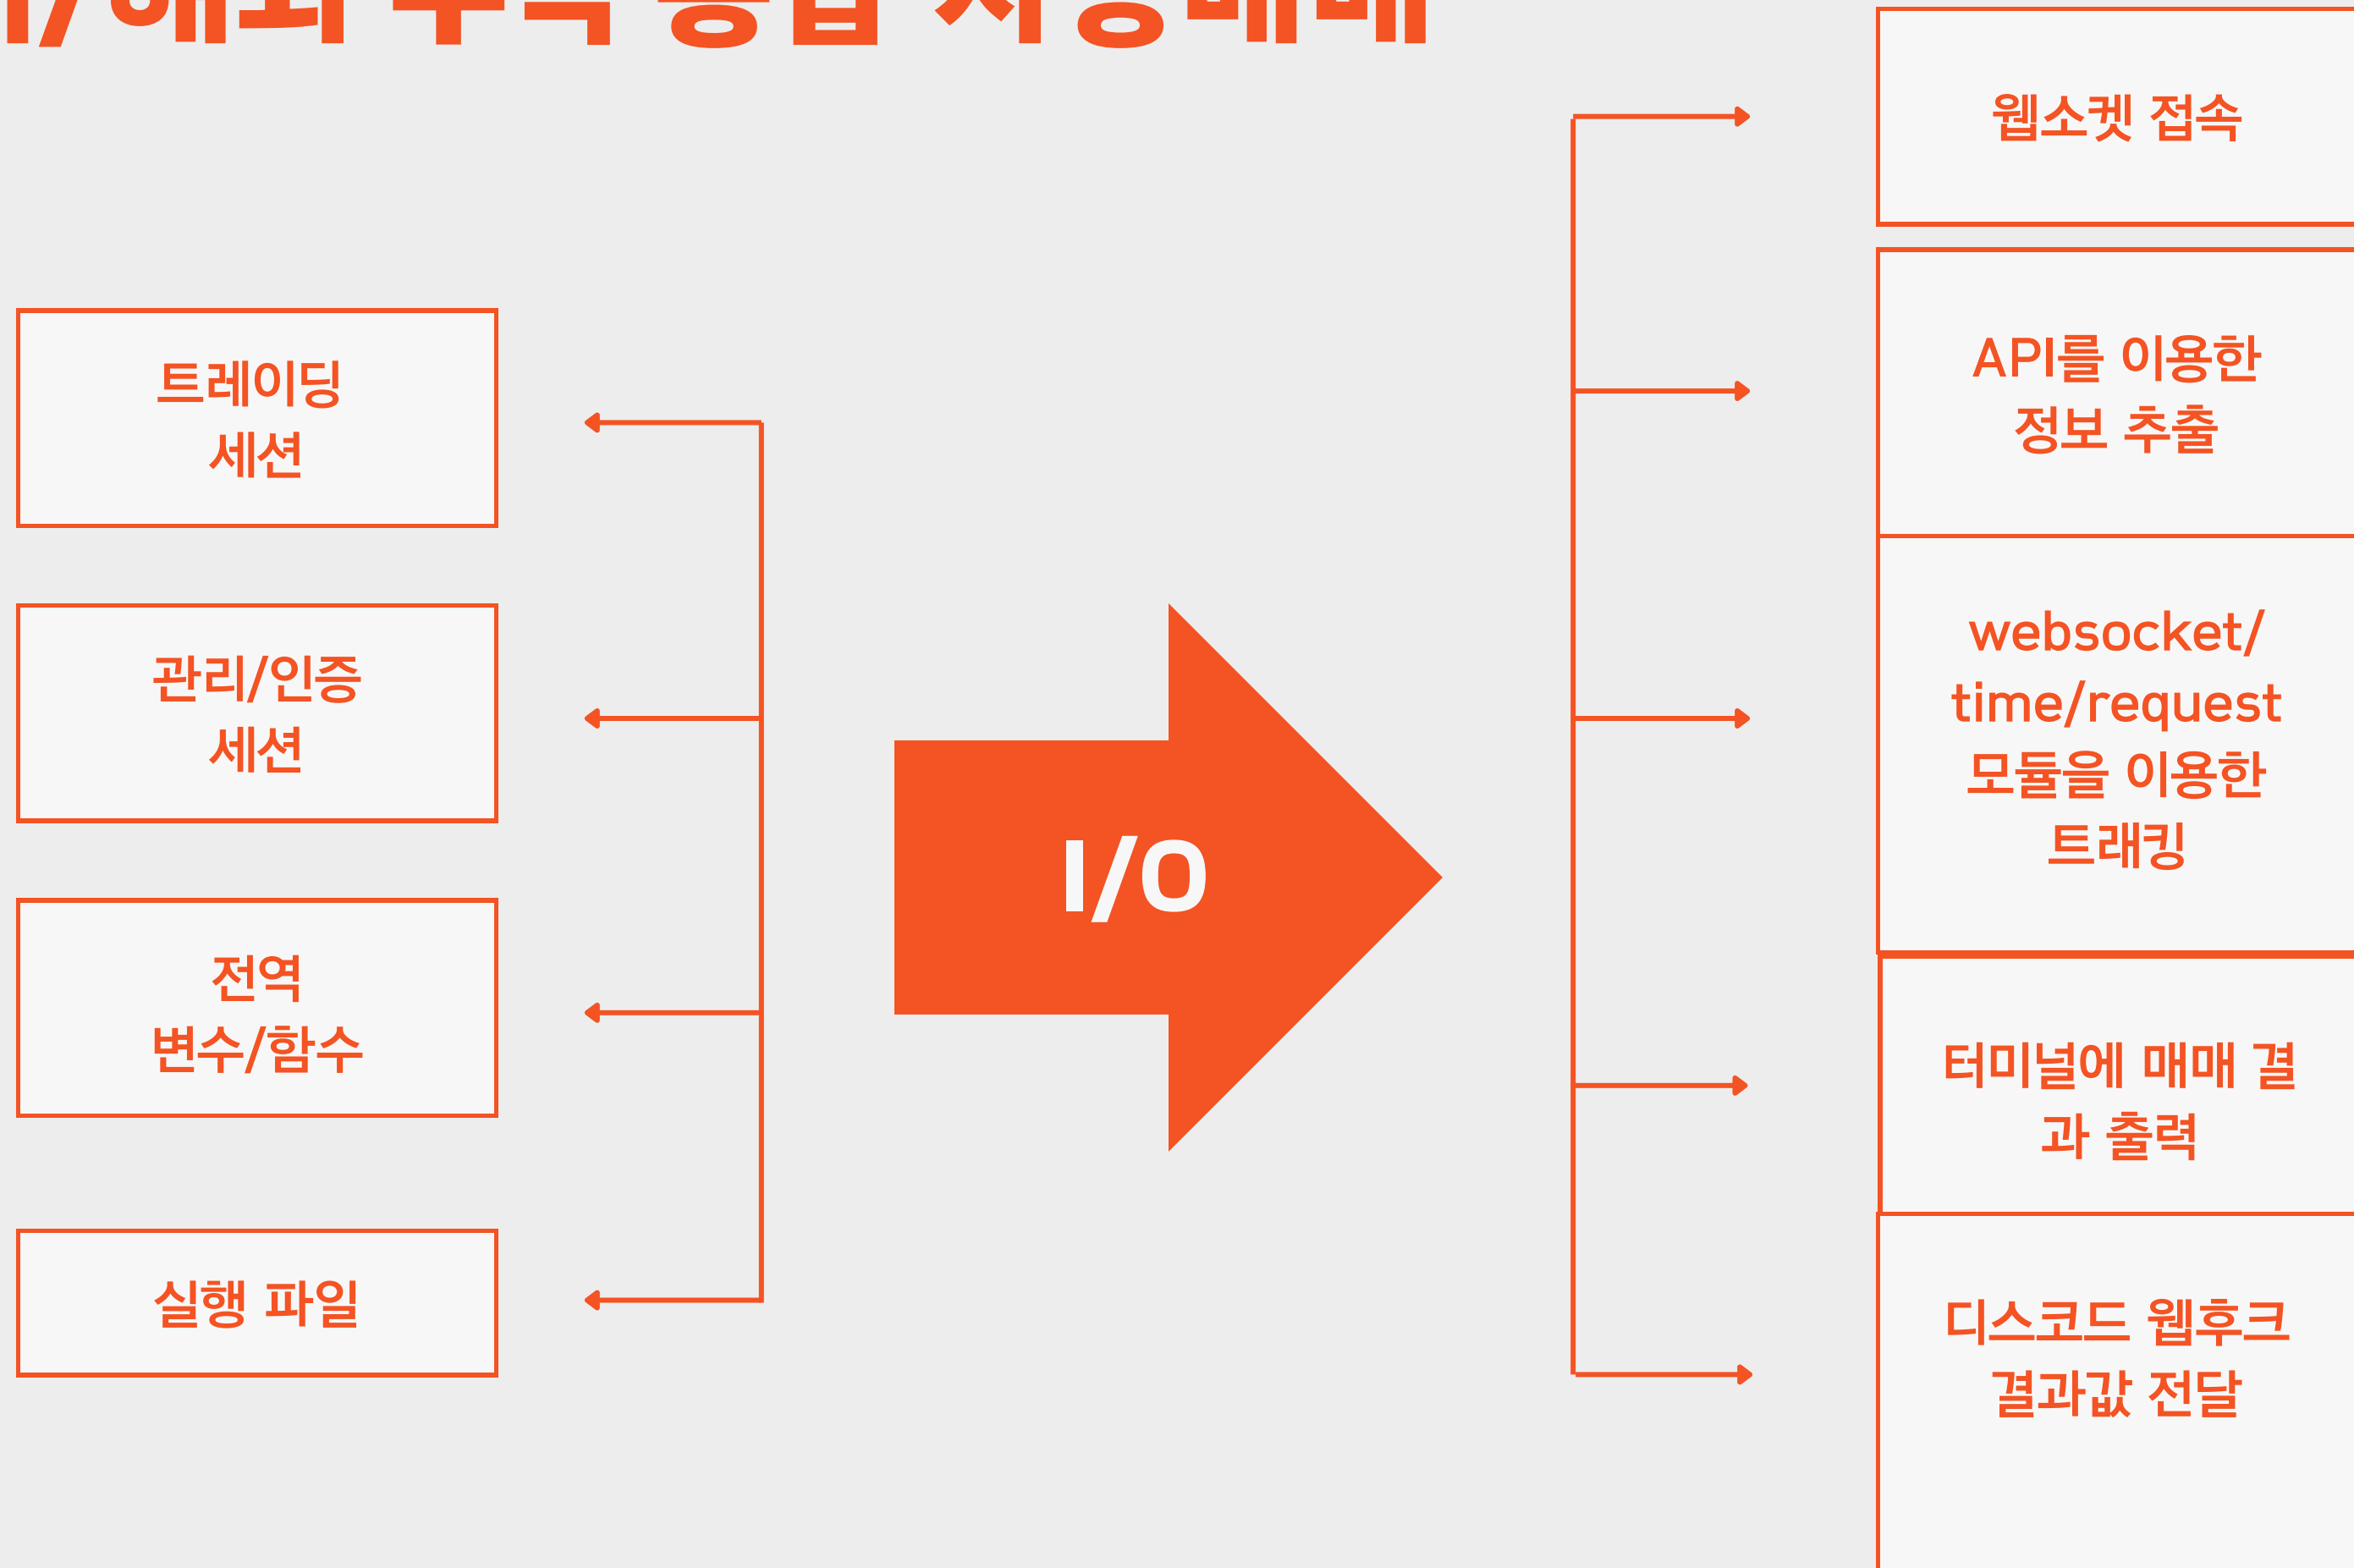 트레이딩
세션
관리/인증
세션
전역
변수/함수
실행 파일
I/O
웹소켓 접속
API를 이용한
정보 추출
websocket/
time/request
모듈을 이용한
트래킹
터미널에 매매 결
과 출력
디스코드 웹후크
결과값 전달